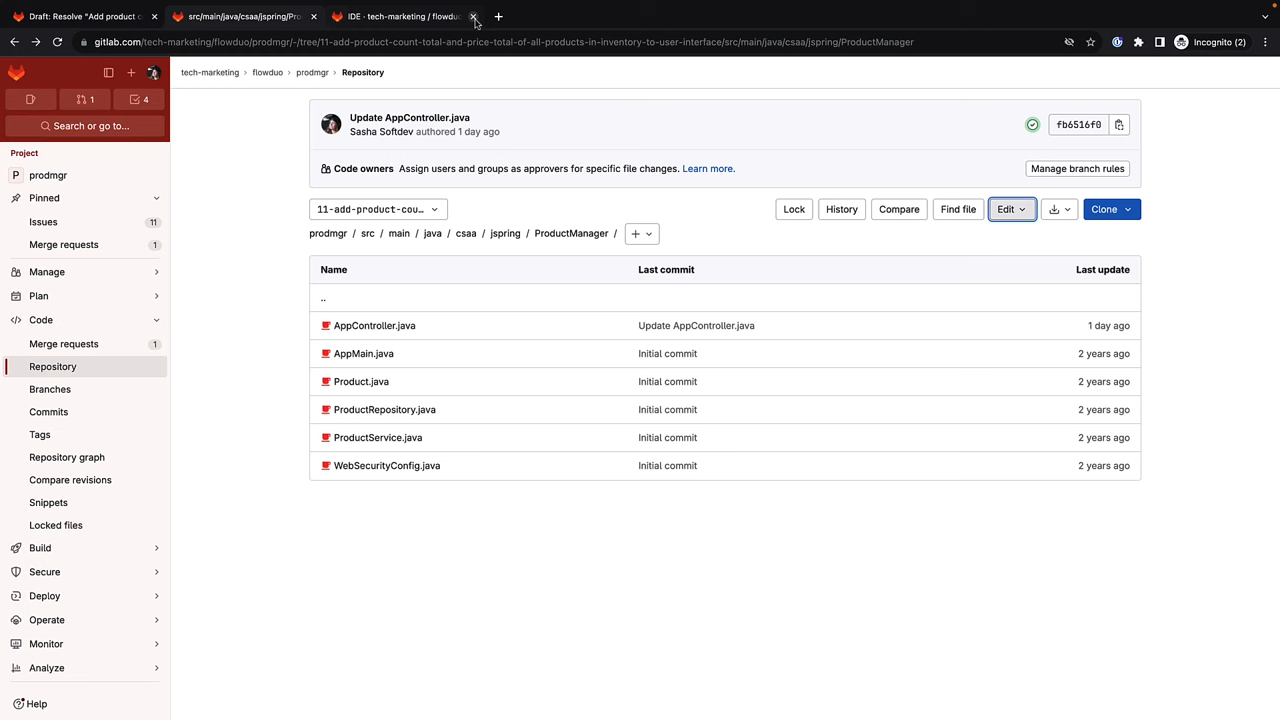 Draft: Resolve "Add product c
src/main/java/csaa/jspring/Pro
IDE · tech-marketing / flowduo
gitlab.com/tech-marketing/flowduo/prodmgr/-/tree/11-add-product-count-total-and-price-total-of-all-products-in-inventory-to-user-interface/src/main/java/csaa/jspring/ProductManager
Incognito (2)
1
4
Search or go to...
Project
P prodmgr
Pinned
Issues 11
Merge requests 1
Manage
Plan
Code
Merge requests 1
Repository
Branches
Commits
Tags
Repository graph
Compare revisions
Snippets
Locked files
Build
Secure
Deploy
Operate
Monitor
Analyze
Help
tech-marketing flowduo prodmgr Repository
Update AppController.java
Sasha Softdev authored 1 day ago
fb6516f0
Code owners Assign users and groups as approvers for specific file changes. Learn more.
Manage branch rules
11-add-product-cou...
Lock History Compare Find file Edit Clone
prodmgr / src / main / java / csaa / jspring / ProductManager / +
Name Last commit Last update
..
AppController.java Update AppController.java 1 day ago
AppMain.java Initial commit 2 years ago
Product.java Initial commit 2 years ago
ProductRepository.java Initial commit 2 years ago
ProductService.java Initial commit 2 years ago
WebSecurityConfig.java Initial commit 2 years ago